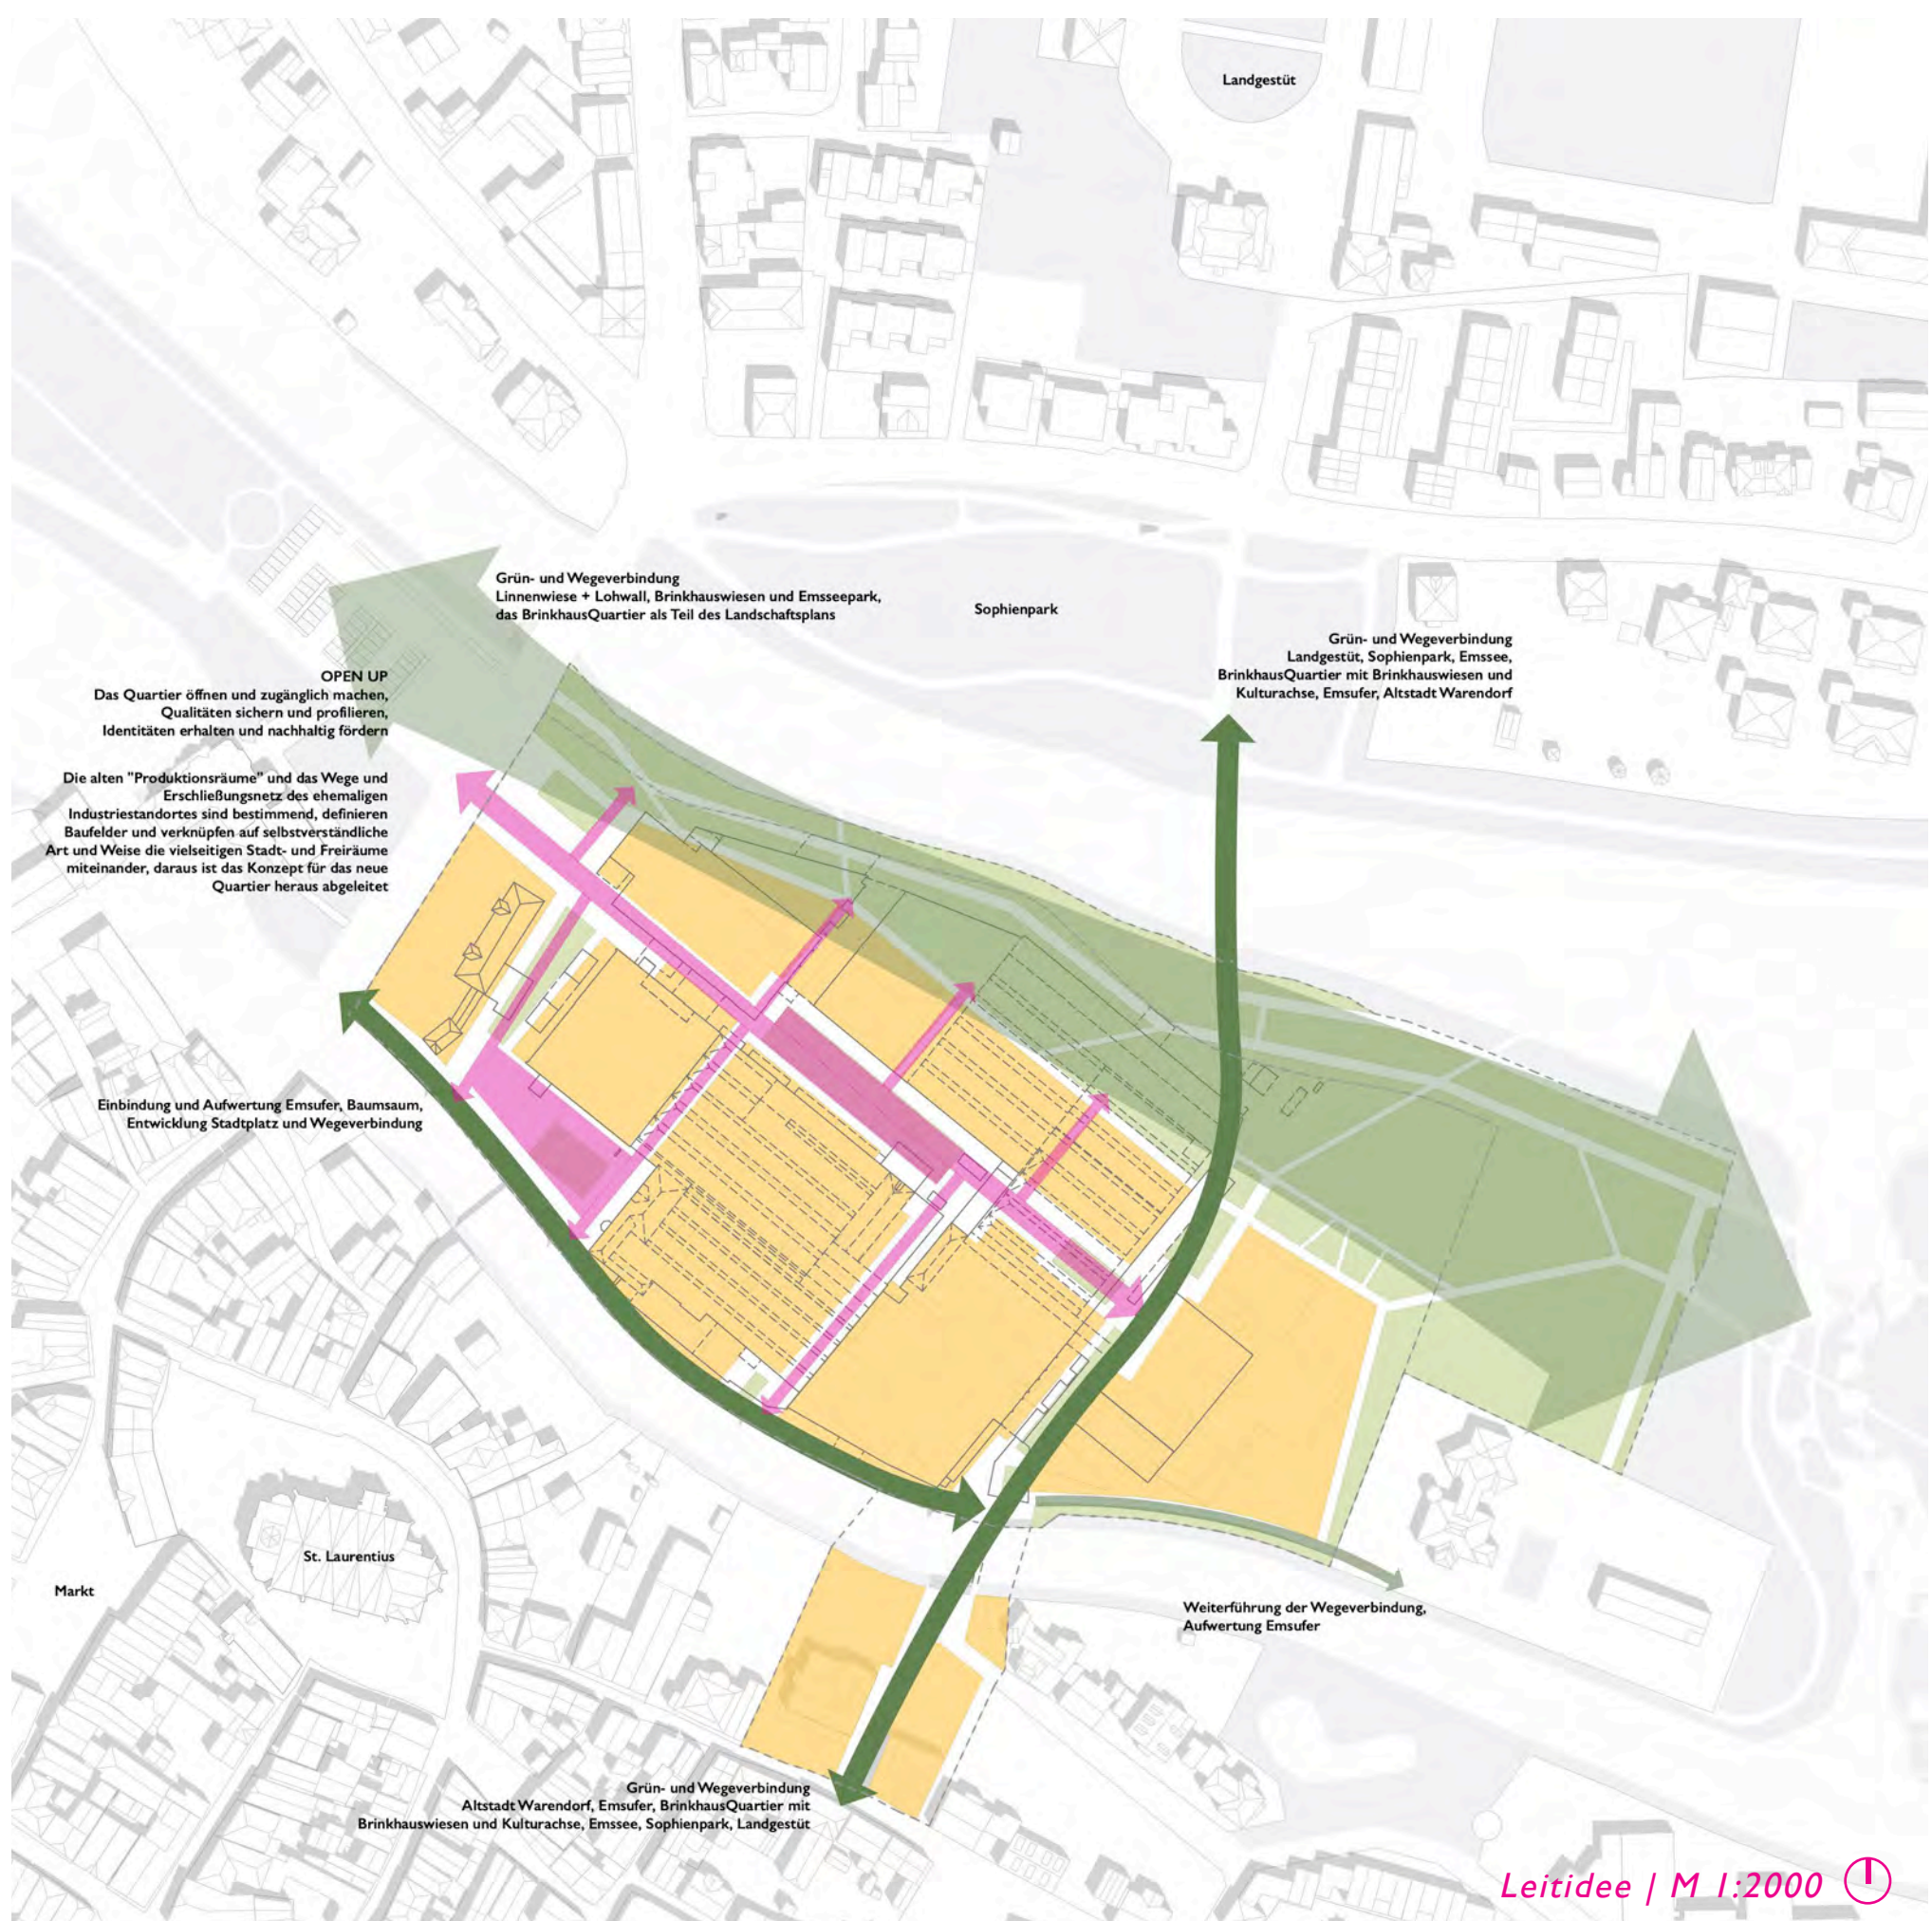 Landgestüt
Grün- und Wegeverbindung
Linnenwiese + Lohwall, Brinkhauswiesen und Emsseepark,
das BrinkhausQuartier als Teil des Landschaftsplans
Sophienpark
Grün- und Wegeverbindung
Landgestüt, Sophienpark, Emssee,
BrinkhausQuartier mit Brinkhauswiesen und
Kulturachse, Emsufer, Altstadt Warendorf
OPEN UP
Das Quartier öffnen und zugänglich machen,
Qualitäten sichern und profilieren,
Identitäten erhalten und nachhaltig fördern
Die alten "Produktionsräume" und das Wege und
Erschließungsnetz des ehemaligen
Industriestandortes sind bestimmend, definieren
Baufelder und verknüpfen auf selbstverständliche
Art und Weise die vielseitigen Stadt- und Freiräume
miteinander, daraus ist das Konzept für das neue
Quartier heraus abgeleitet
Einbindung und Aufwertung Emsufer, Baumsaum,
Entwicklung Stadtplatz und Wegeverbindung
St. Laurentius
Markt
Weiterführung der Wegeverbindung,
Aufwertung Emsufer
Grün- und Wegeverbindung
Altstadt Warendorf, Emsufer, BrinkhausQuartier mit
Brinkhauswiesen und Kulturachse, Emssee, Sophienpark, Landgestüt
Leitidee | M 1:2000